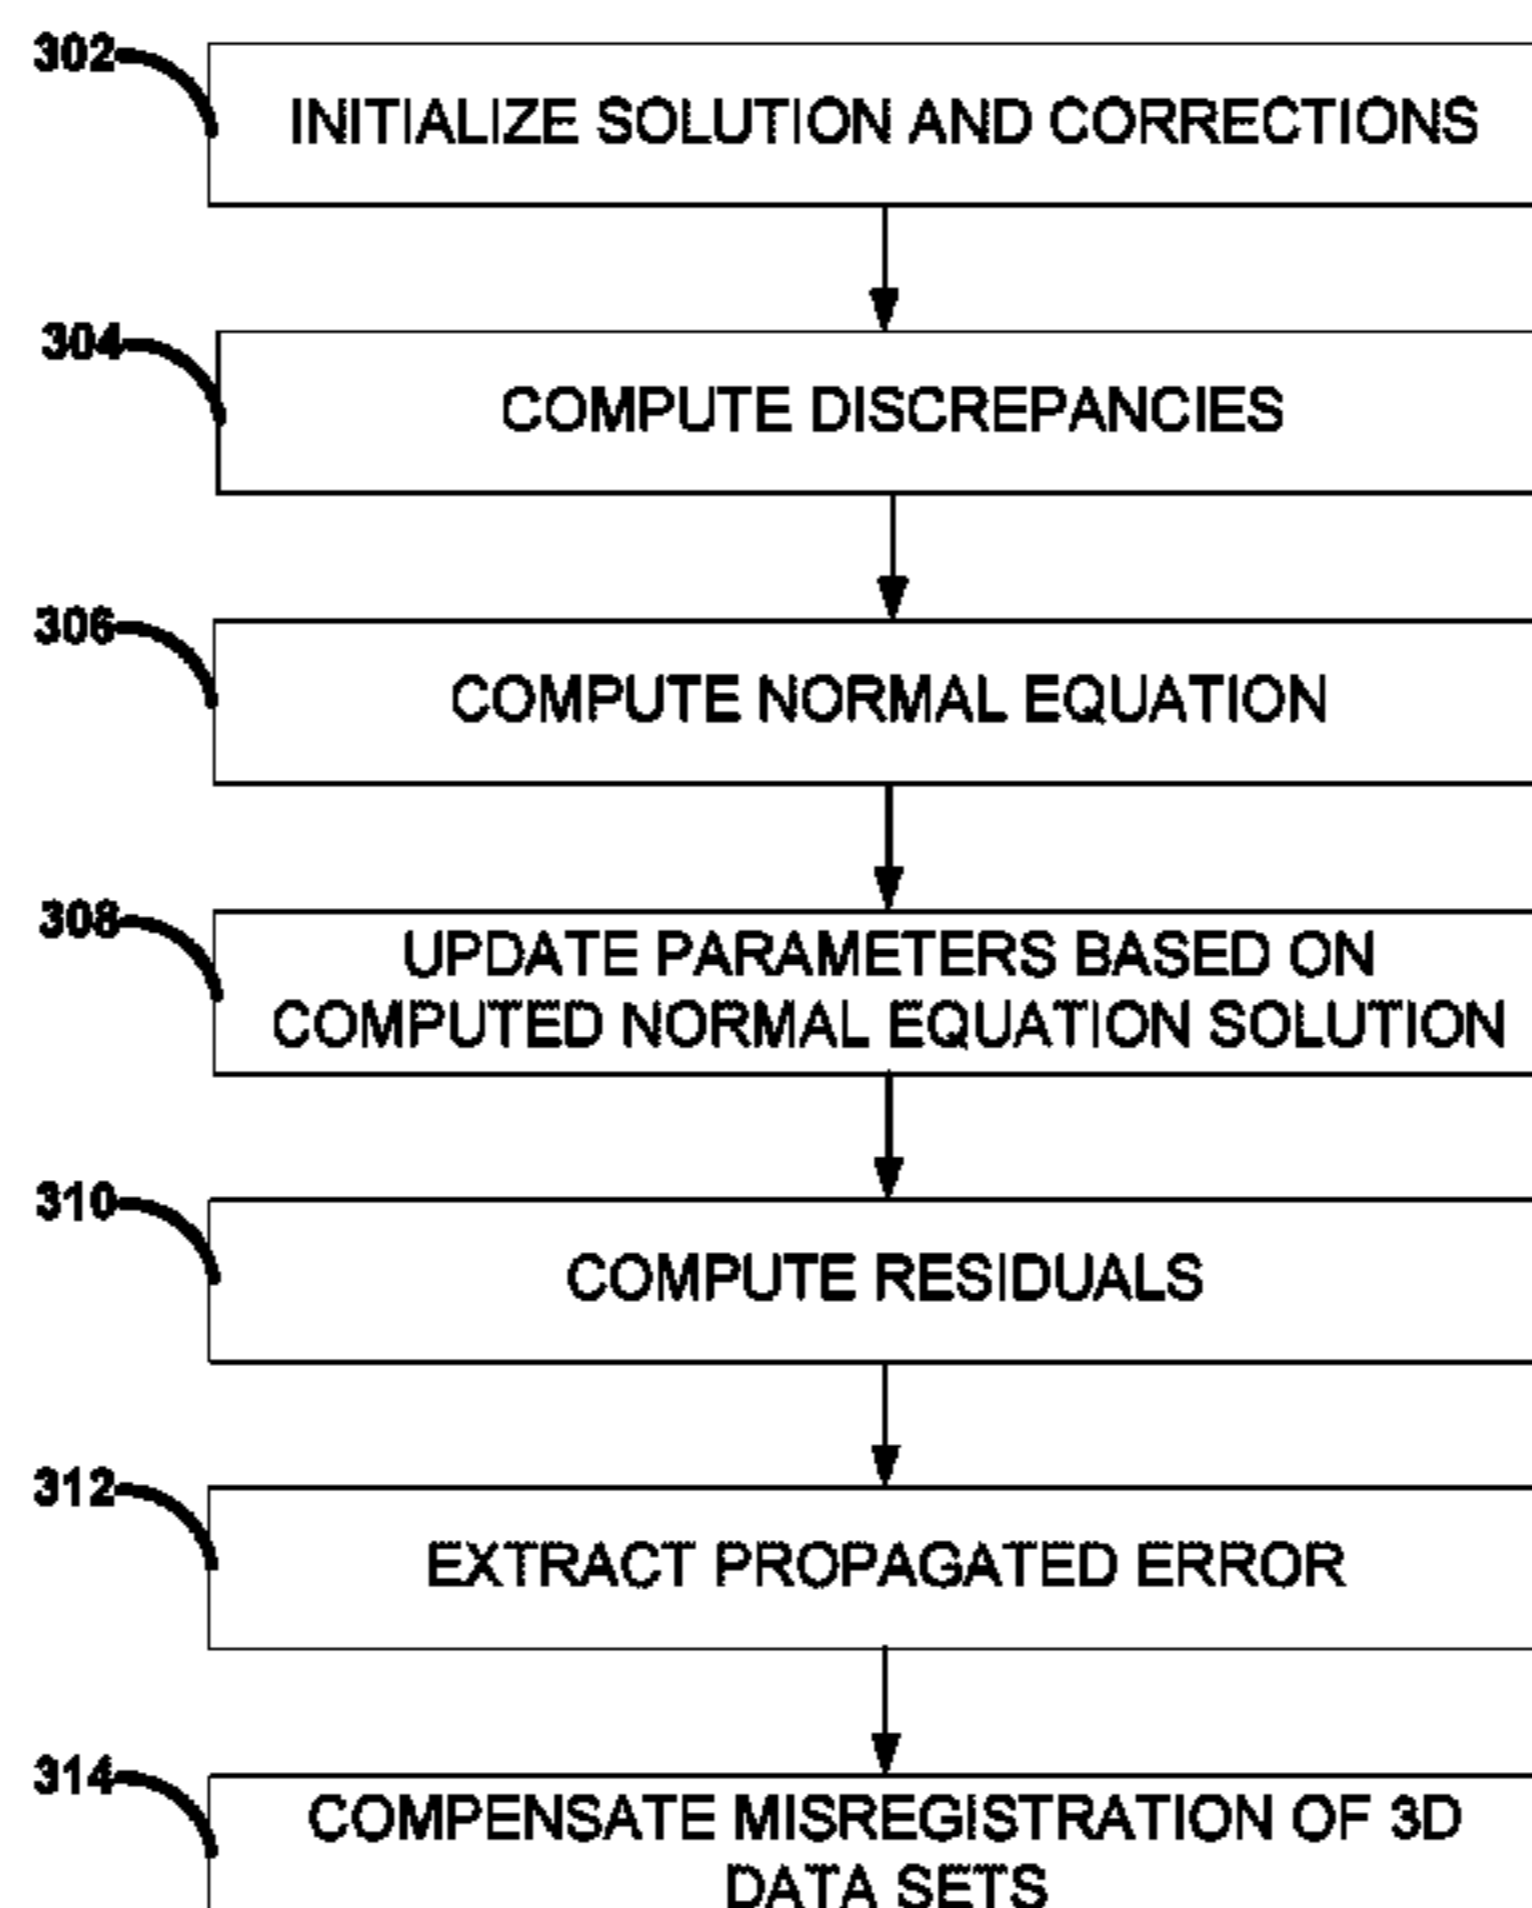 302
INITIALIZE SOLUTION AND CORRECTIONS
304
COMPUTE DISCREPANCIES
306
COMPUTE NORMAL EQUATION
308
UPDATE PARAMETERS BASED ON
COMPUTED NORMAL EQUATION SOLUTION
310
COMPUTE RESIDUALS
312
EXTRACT PROPAGATED ERROR
314
COMPENSATE MISREGISTRATION OF 3D
DATA SETS